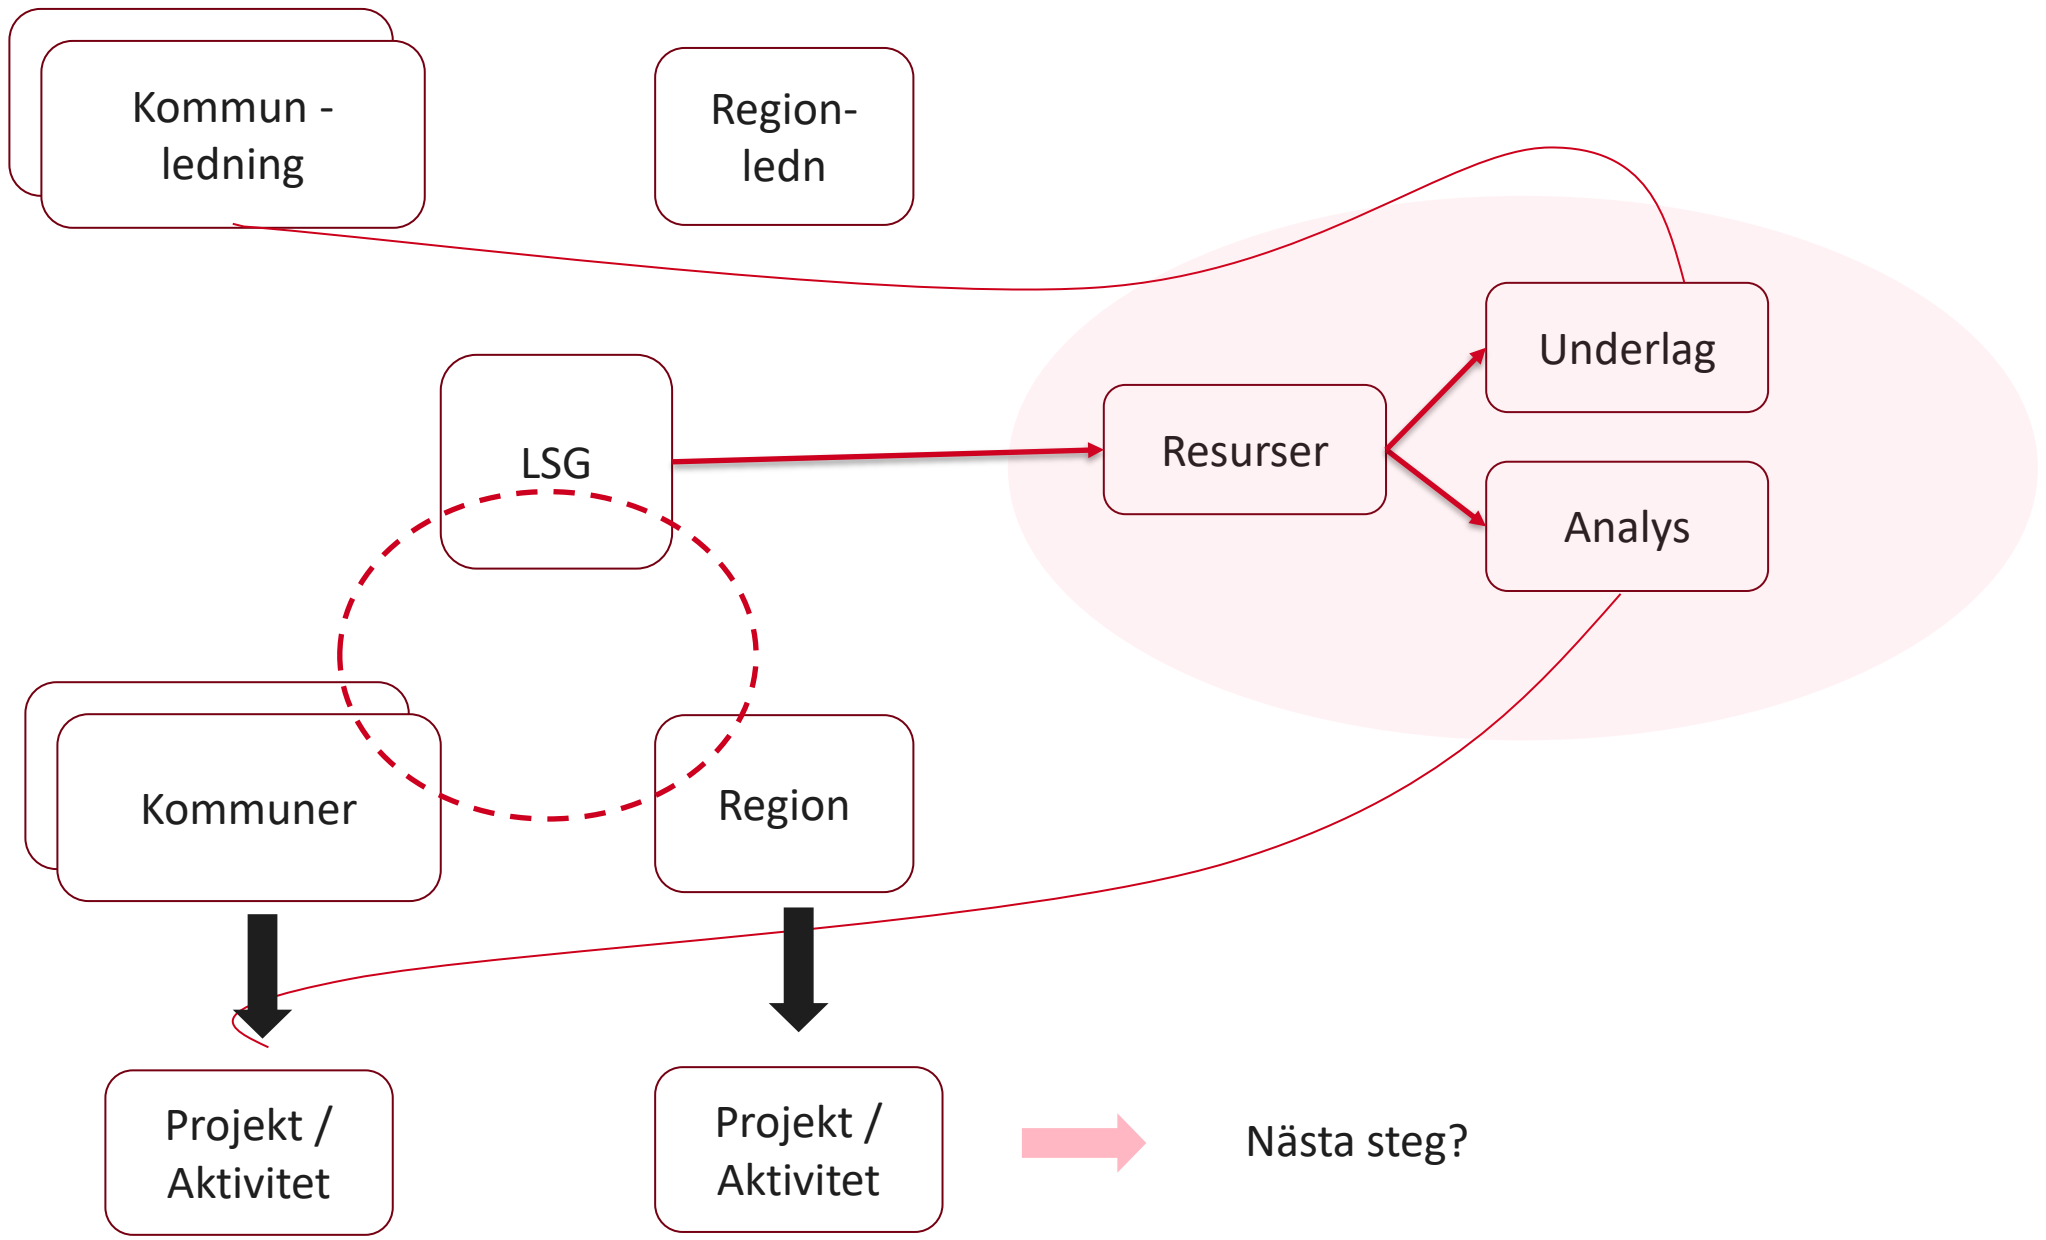 Kommun -
ledning
Region-
ledn
Underlag
LSG
Resurser
Analys
Kommuner
Region
Projekt /
Aktivitet
Projekt /
Aktivitet
Nästa steg?